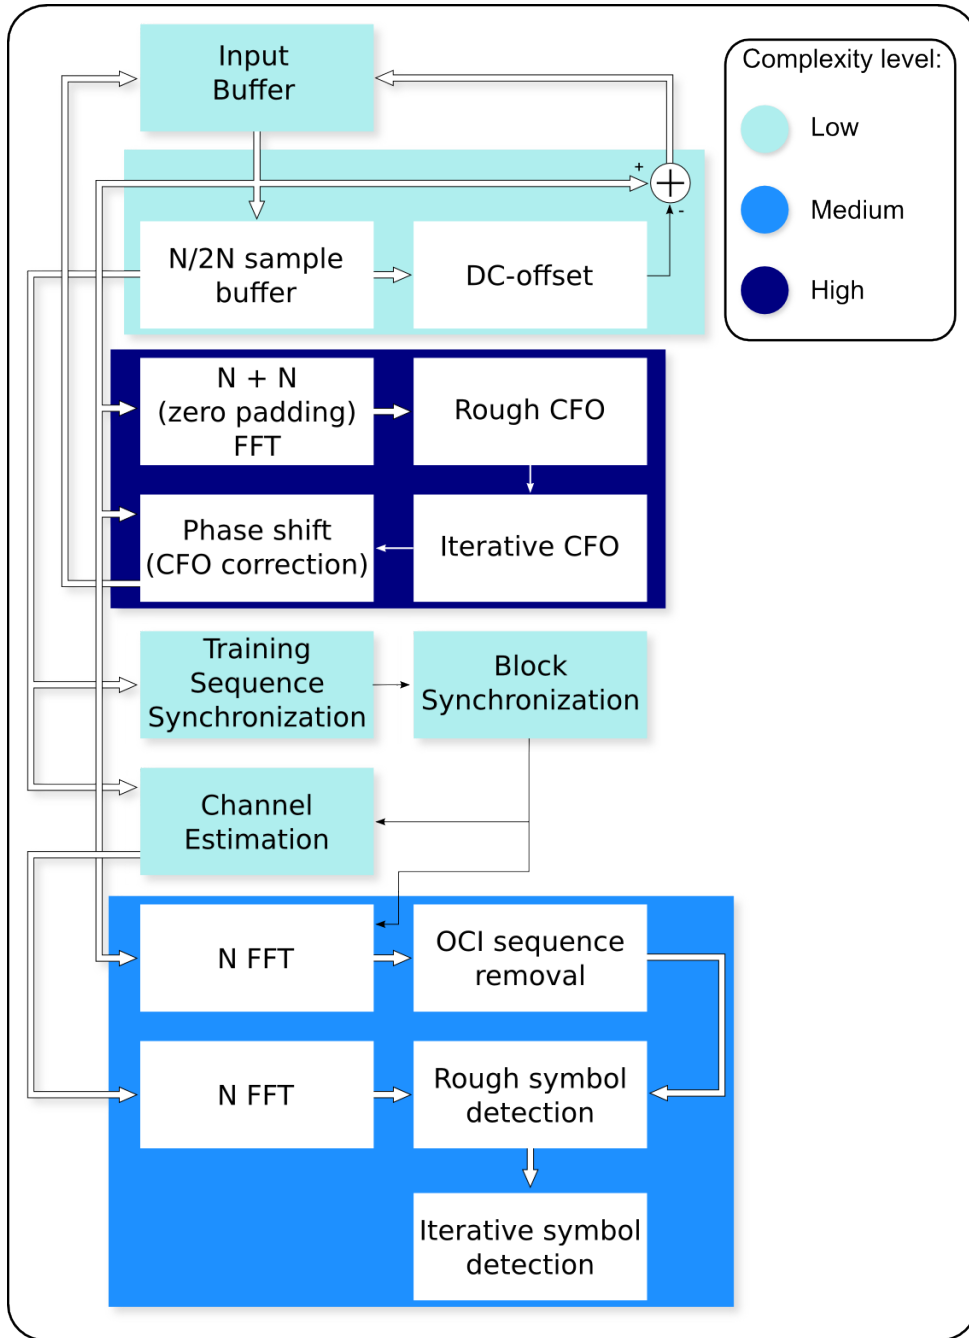 Input
Buffer
Complexity level:
Low
Medium
High
+
-
N/2N sample
buffer
DC-offset
N + N
(zero padding)
FFT
Rough CFO
Phase shift
(CFO correction)
Iterative CFO
Training
Sequence
Synchronization
Block
Synchronization
Channel
Estimation
N FFT
OCI sequence
removal
N FFT
Rough symbol
detection
Iterative symbol
detection